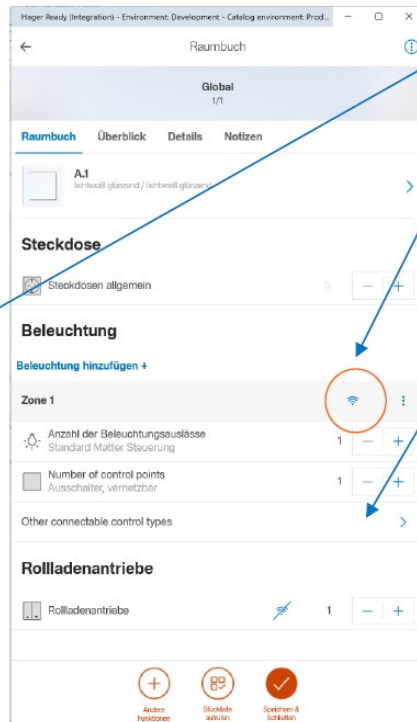 Hager Ready (Integration) - Environment: Development - Catalog environment: Prod...
Raumbuch
Global
1/1
Raumbuch Überblick Details Notizen
A.1
lichtweiß glänzend / lichtweiß glänzend
Steckdose
Steckdosen allgemein 0 − +
Beleuchtung
Beleuchtung hinzufügen +
Zone 1
Anzahl der Beleuchtungsauslässe 1 − +
Standard Matter Steuerung
Number of control points 1 − +
Ausschalter, vernetzbar
Other connectable control types
Rollladenantriebe
Rollladenantriebe 1 − +
Andere Funktionen
Stückliste aufrufen
Speichern & Schließen